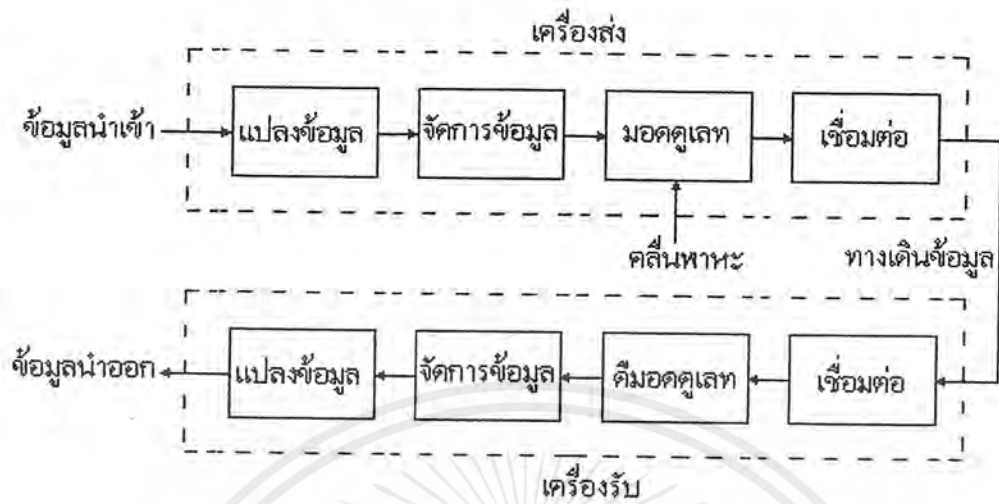 เครื่องส่ง
ข้อมูลนำเข้า
แปลงข้อมูล
จัดการข้อมูล
มอดดูเลท
เชื่อมต่อ
คลื่นพาหะ
ทางเดินข้อมูล
ข้อมูลนำออก
แปลงข้อมูล
จัดการข้อมูล
ดีมอดดูเลท
เชื่อมต่อ
เครื่องรับ